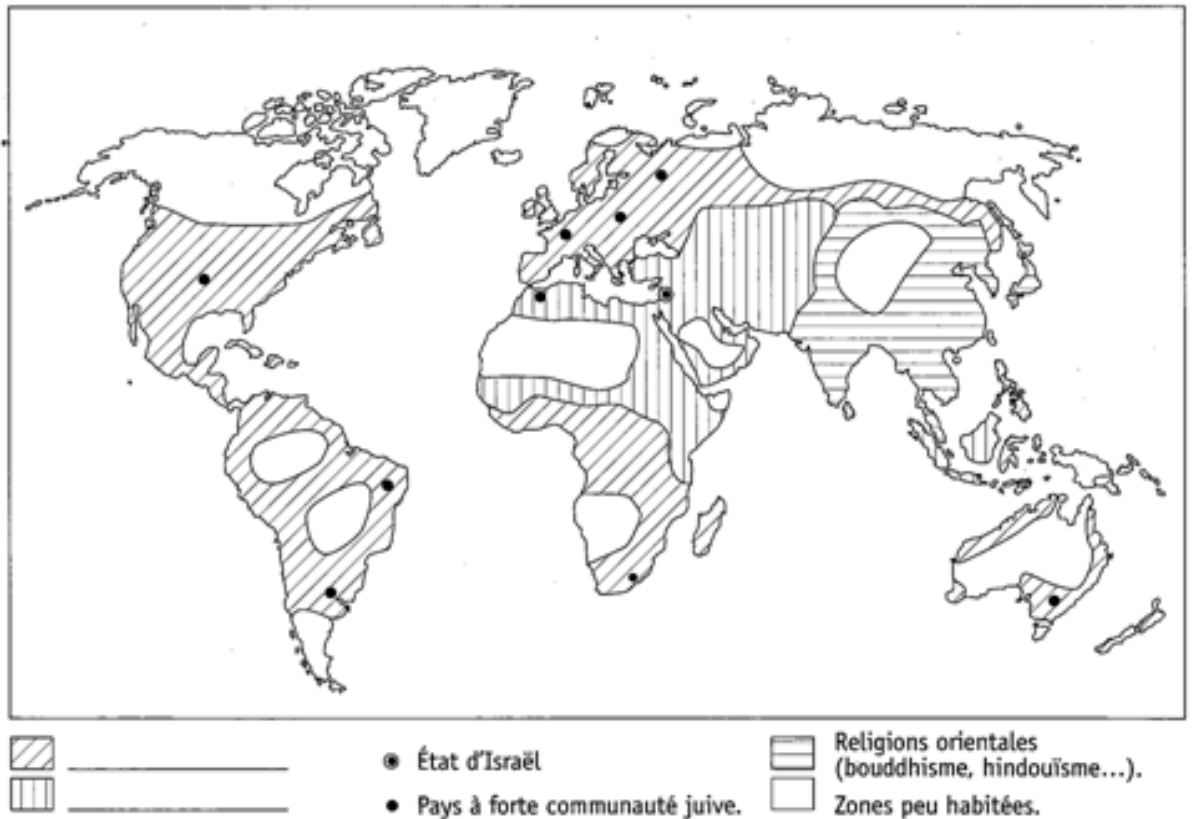 État d'Israël
Pays à forte communauté juive.
Religions orientales
(bouddhisme, hindouïsme...).
Zones peu habitées.